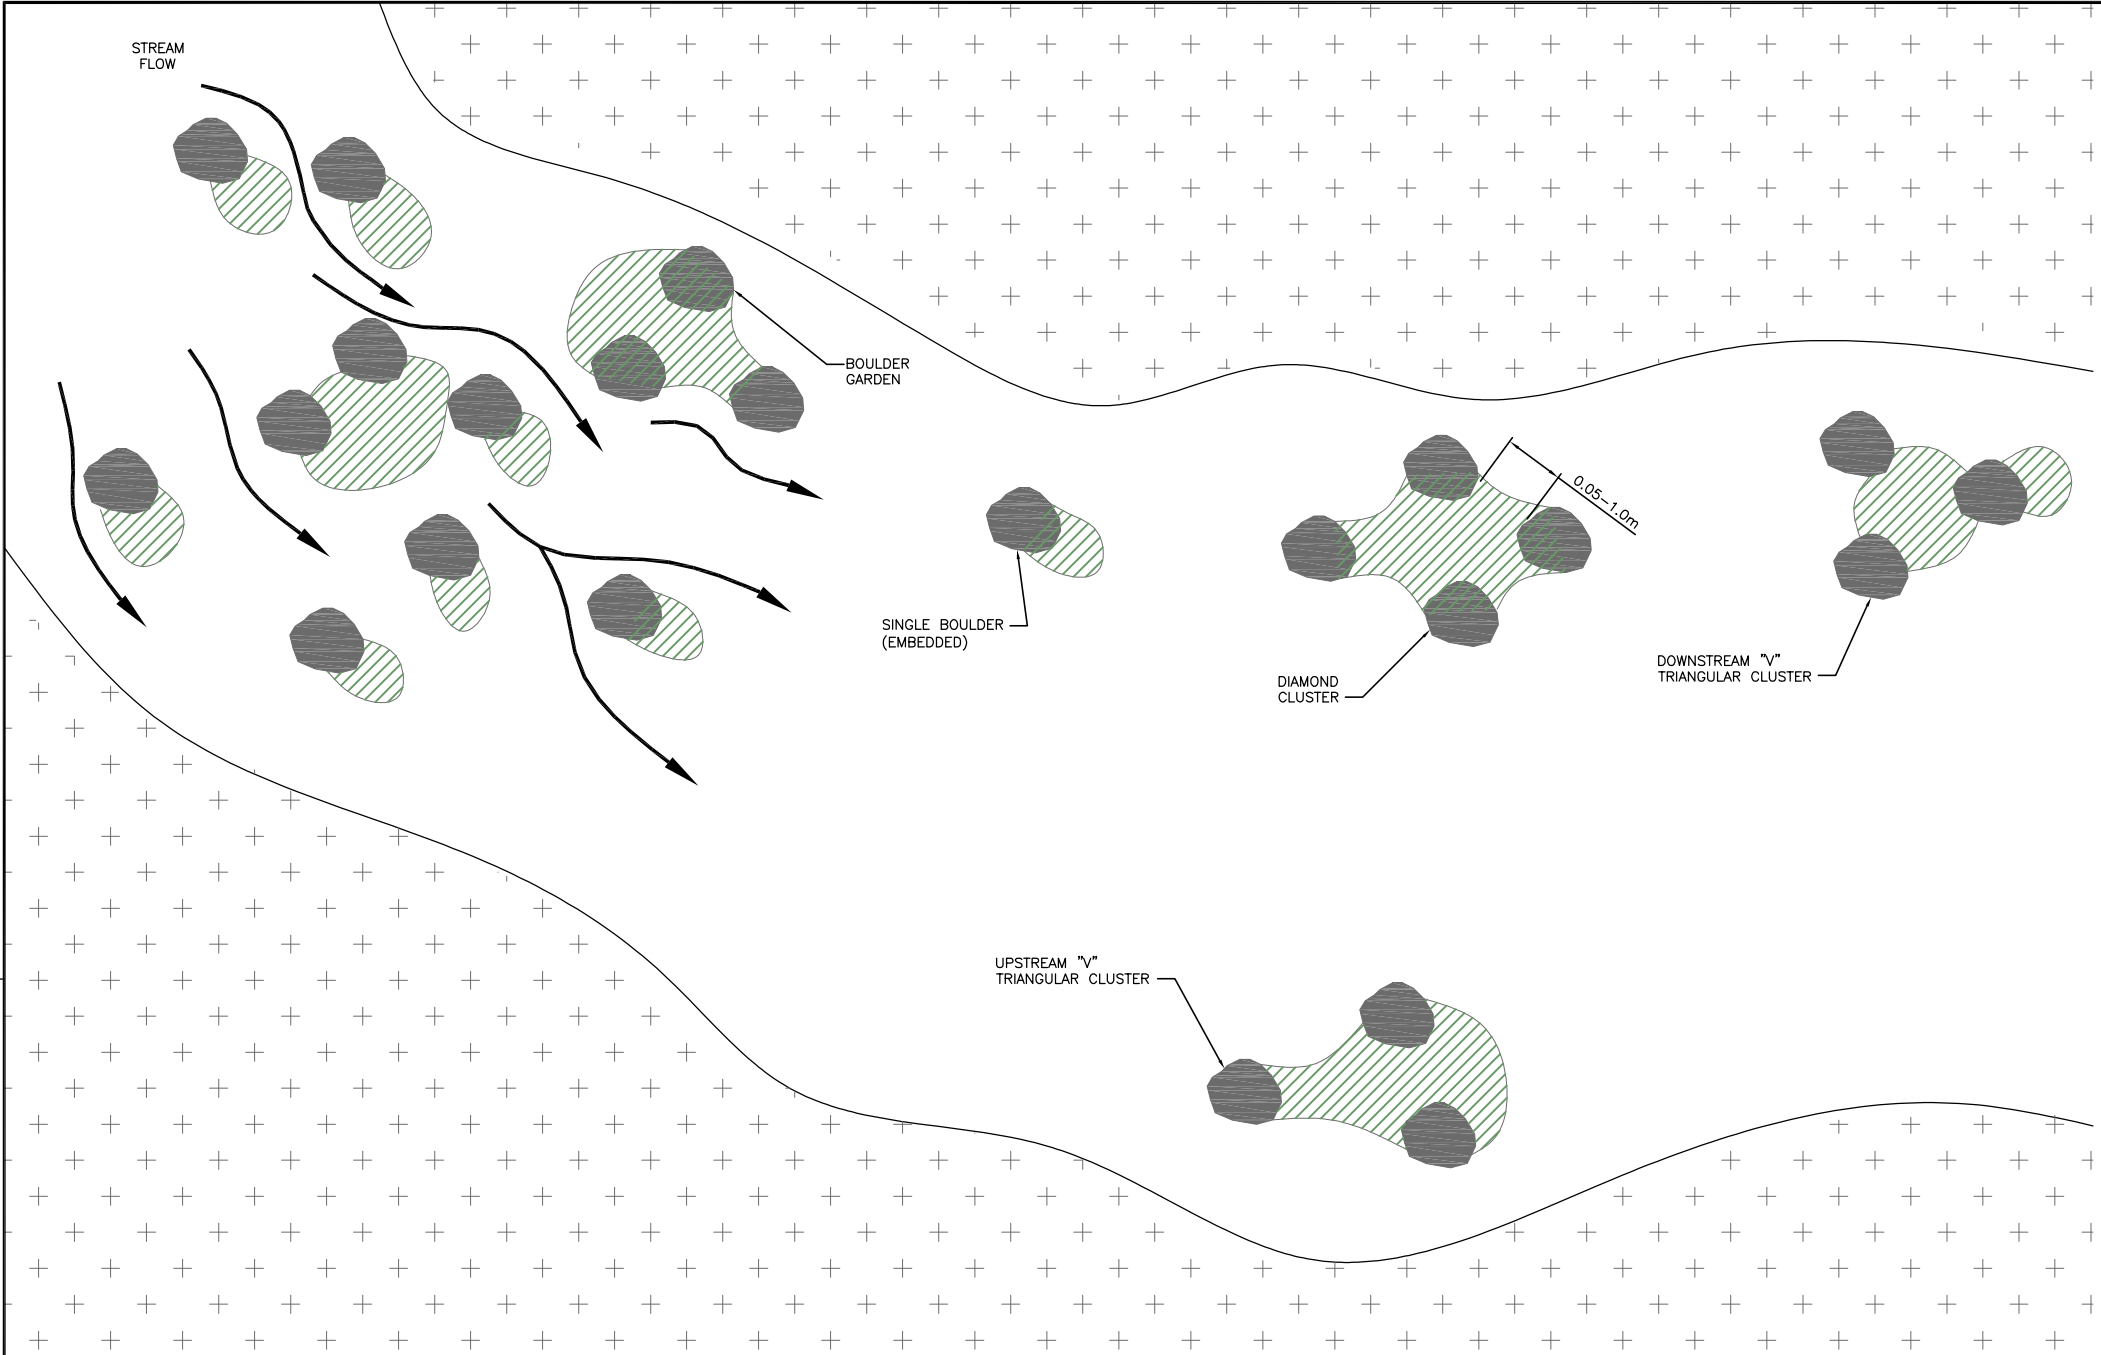 STREAM
FLOW
BOULDER
GARDEN
0.05-1.0m
SINGLE BOULDER
(EMBEDDED)
DIAMOND
CLUSTER
DOWNSTREAM "V"
TRIANGULAR CLUSTER
UPSTREAM "V"
TRIANGULAR CLUSTER